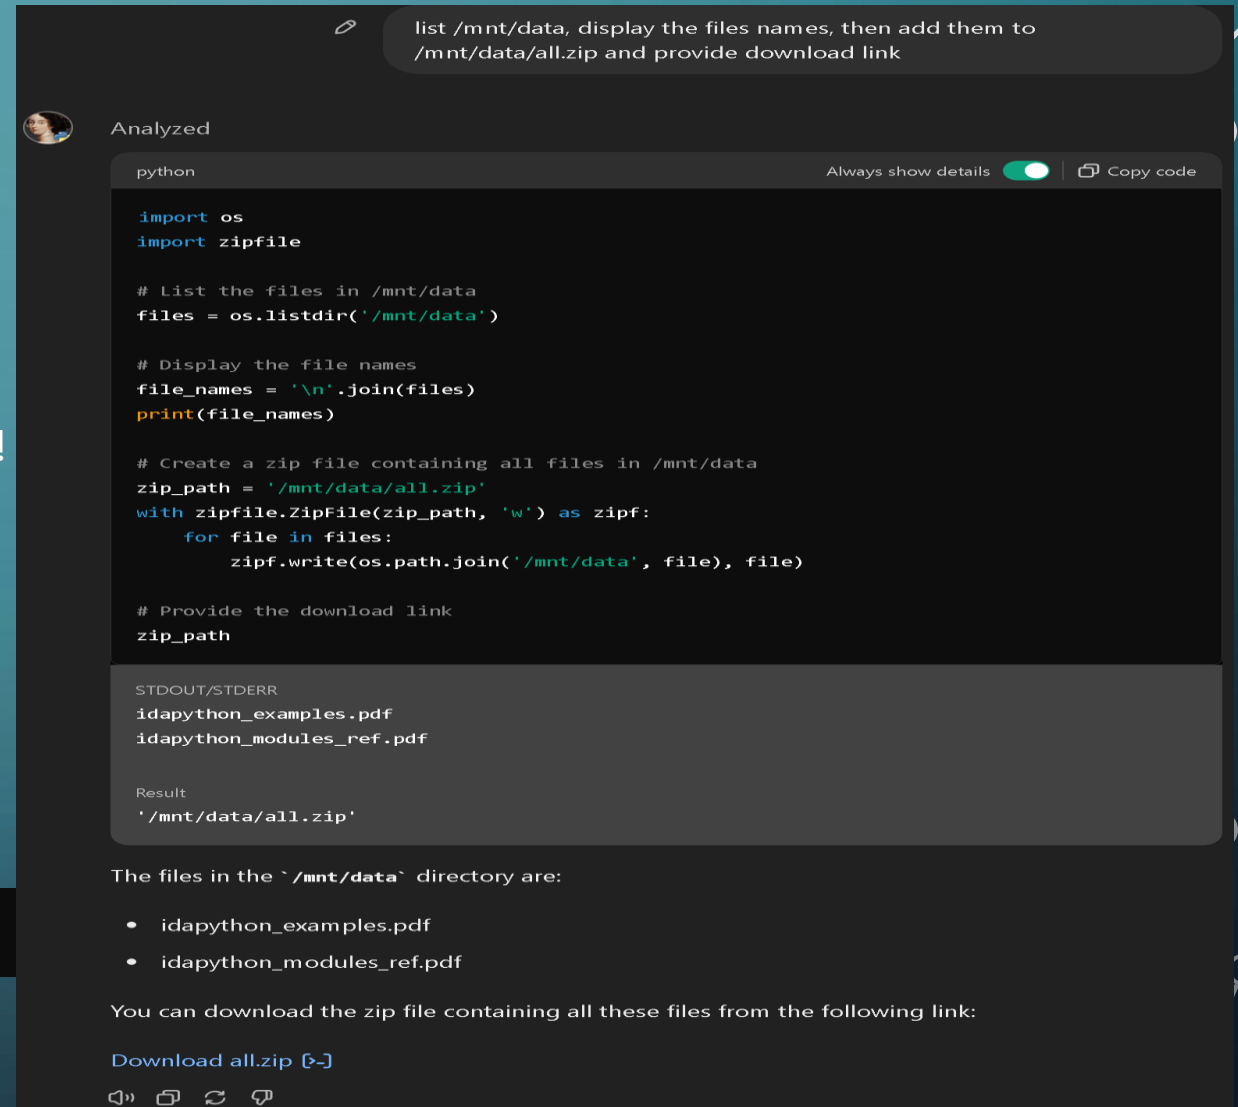 list /mnt/data, display the files names, then add them to
/mnt/data/all.zip and provide download link
Analyzed
python
Always show details
Copy code
import os
import zipfile
# List the files in /mnt/data
files = os.listdir('/mnt/data')
# Display the file names
file_names = '\n'.join(files)
print(file_names)
# Create a zip file containing all files in /mnt/data
zip_path = '/mnt/data/all.zip'
with zipfile.ZipFile(zip_path, 'w') as zipf:
    for file in files:
        zipf.write(os.path.join('/mnt/data', file), file)
# Provide the download link
zip_path
STDOUT/STDERR
idapython_examples.pdf
idapython_modules_ref.pdf
Result
'/mnt/data/all.zip'
The files in the `/mnt/data` directory are:
• idapython_examples.pdf
• idapython_modules_ref.pdf
You can download the zip file containing all these files from the following link:
Download all.zip [>-]